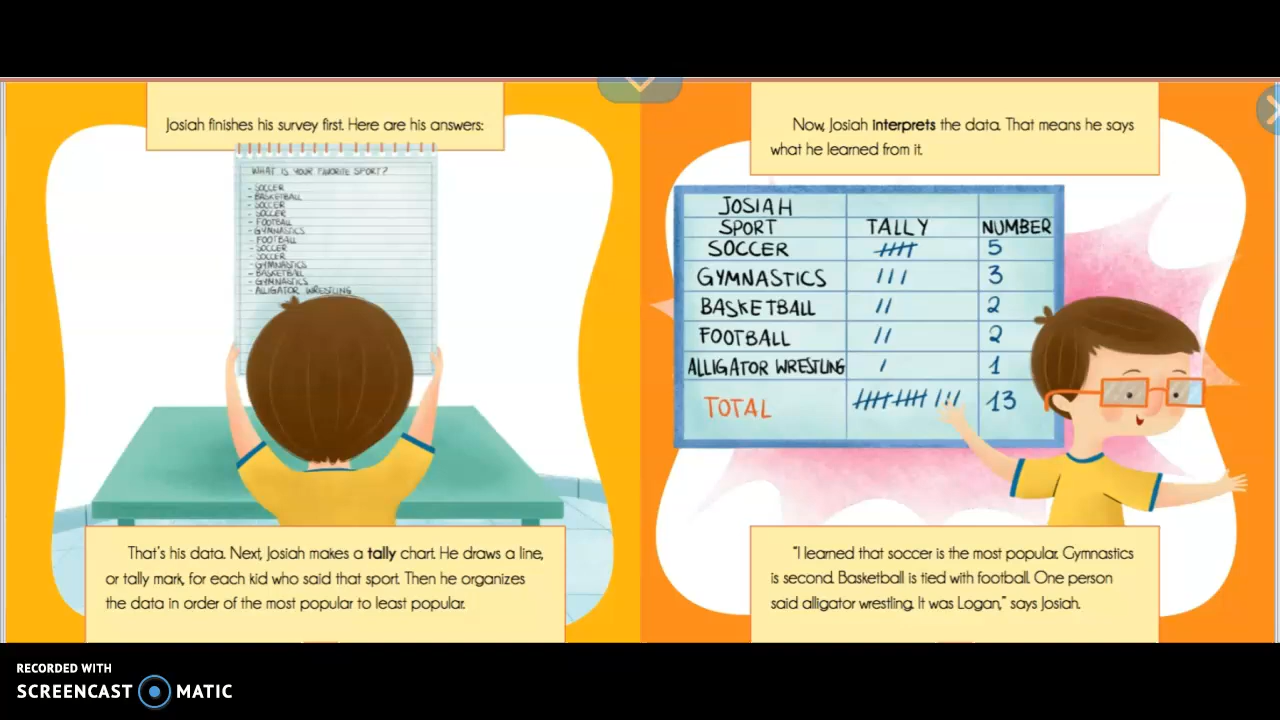 Josiah finishes his survey first. Here are his answers:
WHAT IS YOUR FAVORITE SPORT?
- SOCCER
- BASKETBALL
- SOCCER
- SOCCER
- FOOTBALL
- GYMNASTICS
- FOOTBALL
- SOCCER
- SOCCER
- GYMNASTICS
- BASKETBALL
- GYMNASTICS
- ALLIGATOR WRESTLING
That's his data. Next, Josiah makes a tally chart. He draws a line,
or tally mark, for each kid who said that sport. Then he organizes
the data in order of the most popular to least popular.
Now, Josiah interprets the data. That means he says
what he learned from it.
JOSIAH
SPORT TALLY NUMBER
SOCCER 5
GYMNASTICS 3
BASKETBALL 2
FOOTBALL 2
ALLIGATOR WRESTLING 1
TOTAL 13
"I learned that soccer is the most popular. Gymnastics
is second. Basketball is tied with football. One person
said alligator wrestling. It was Logan," says Josiah.
RECORDED WITH
SCREENCAST MATIC